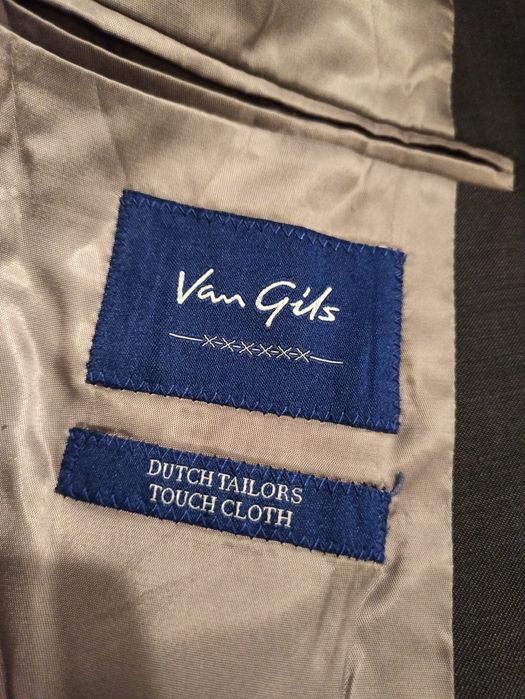 Van Gils
DUTCH TAILORS
TOUCH CLOTH